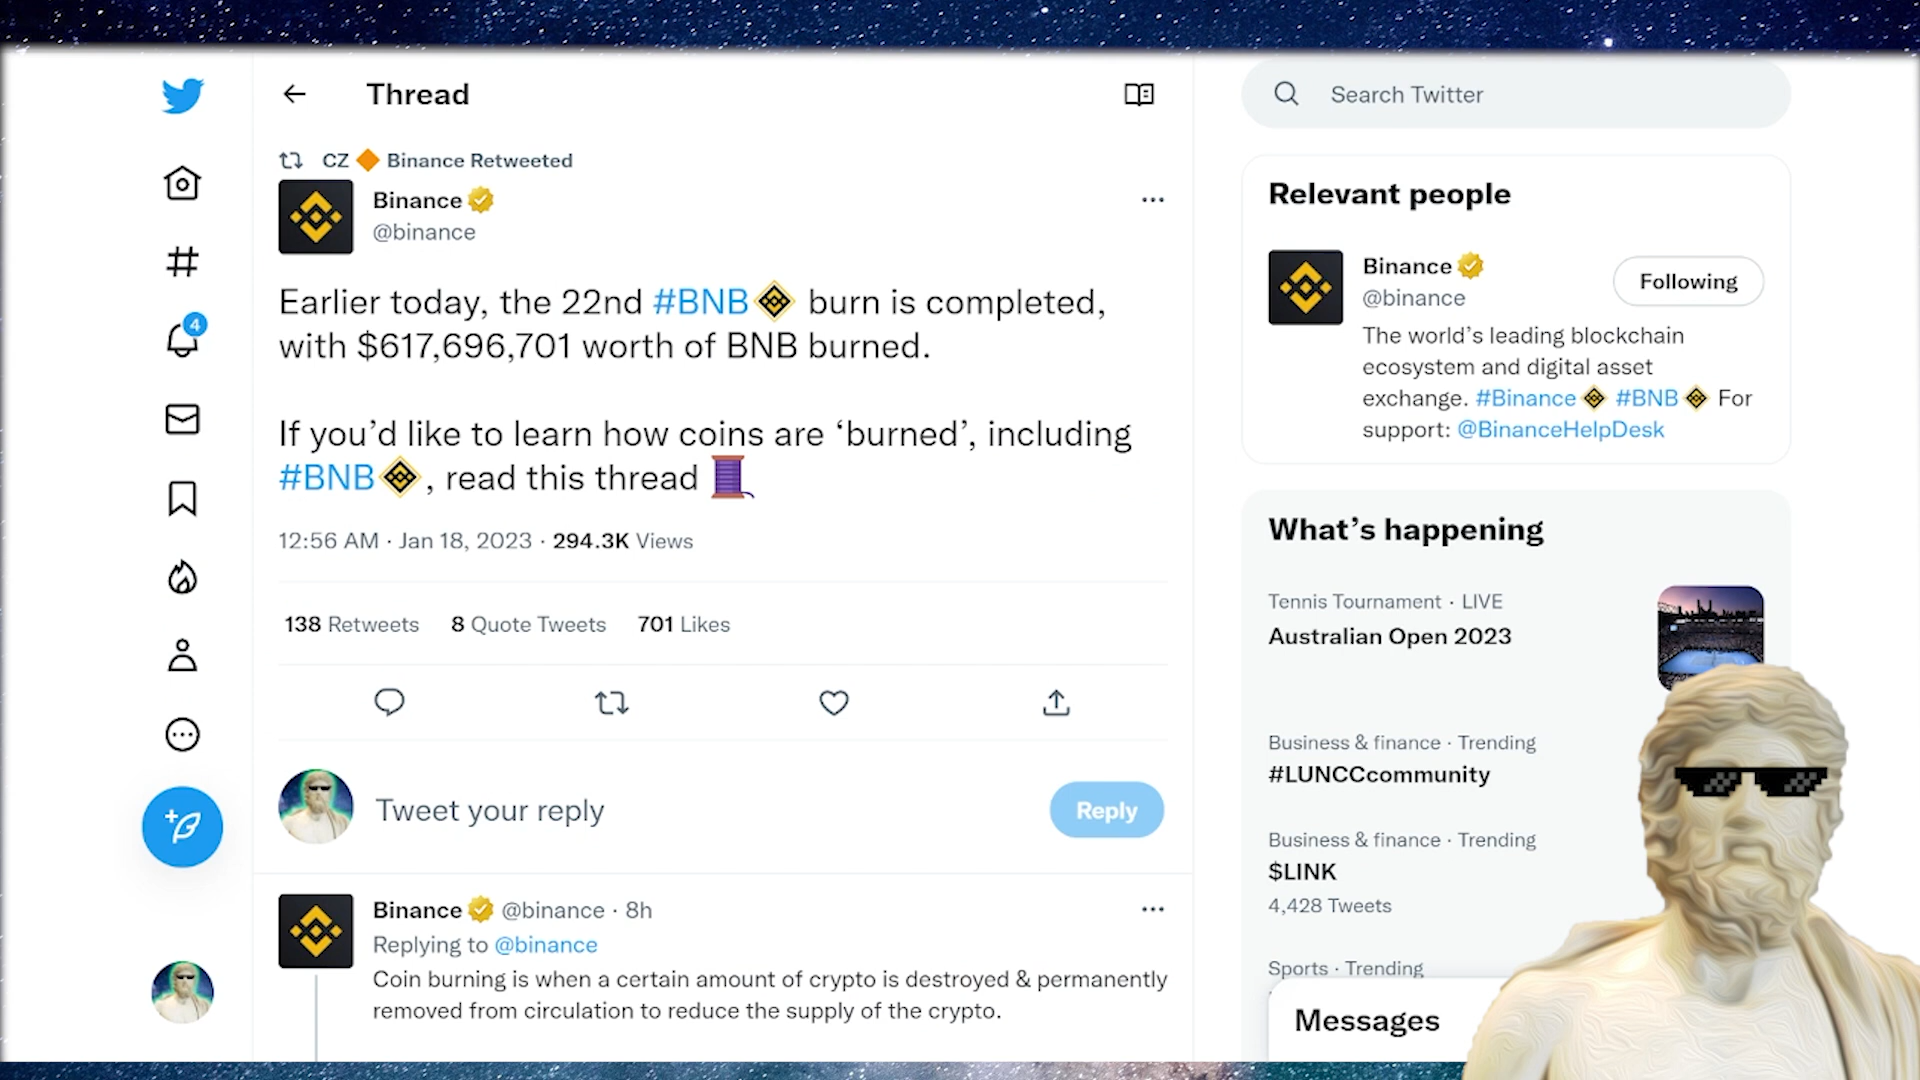 Thread
Search Twitter
CZ 🔶 Binance Retweeted
Binance
@binance
Earlier today, the 22nd #BNB burn is completed,
with $617,696,701 worth of BNB burned.
If you’d like to learn how coins are ‘burned’, including
#BNB , read this thread 🧵
12:56 AM · Jan 18, 2023 · 294.3K Views
138 Retweets 8 Quote Tweets 701 Likes
Tweet your reply
Reply
Binance @binance · 8h
Replying to @binance
Coin burning is when a certain amount of crypto is destroyed & permanently
removed from circulation to reduce the supply of the crypto.
4
Relevant people
Binance
@binance
Following
The world’s leading blockchain
ecosystem and digital asset
exchange. #Binance #BNB For
support: @BinanceHelpDesk
What’s happening
Tennis Tournament · LIVE
Australian Open 2023
Business & finance · Trending
#LUNCCcommunity
Business & finance · Trending
$LINK
4,428 Tweets
Sports · Trending
Messages